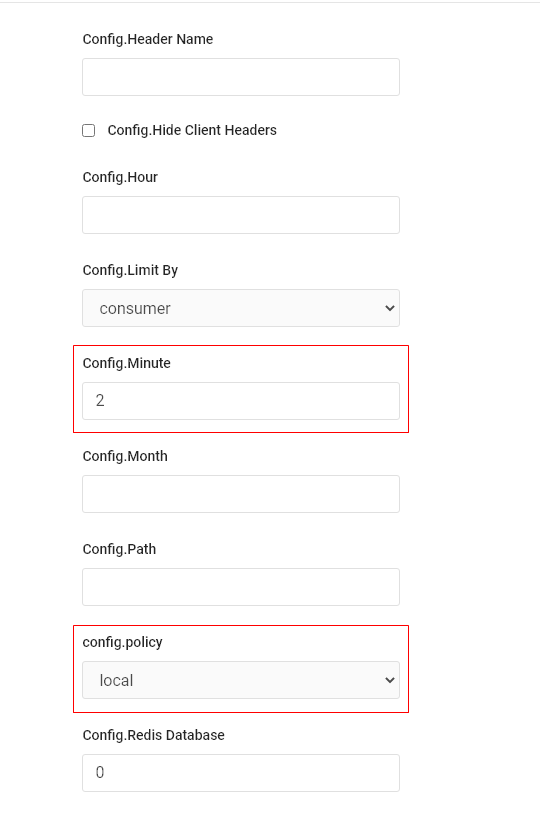 Config.Header Name
Config.Hide Client Headers
Config.Hour
Config.Limit By
consumer
Config.Minute
2
Config.Month
Config.Path
config.policy
local
Config.Redis Database
0